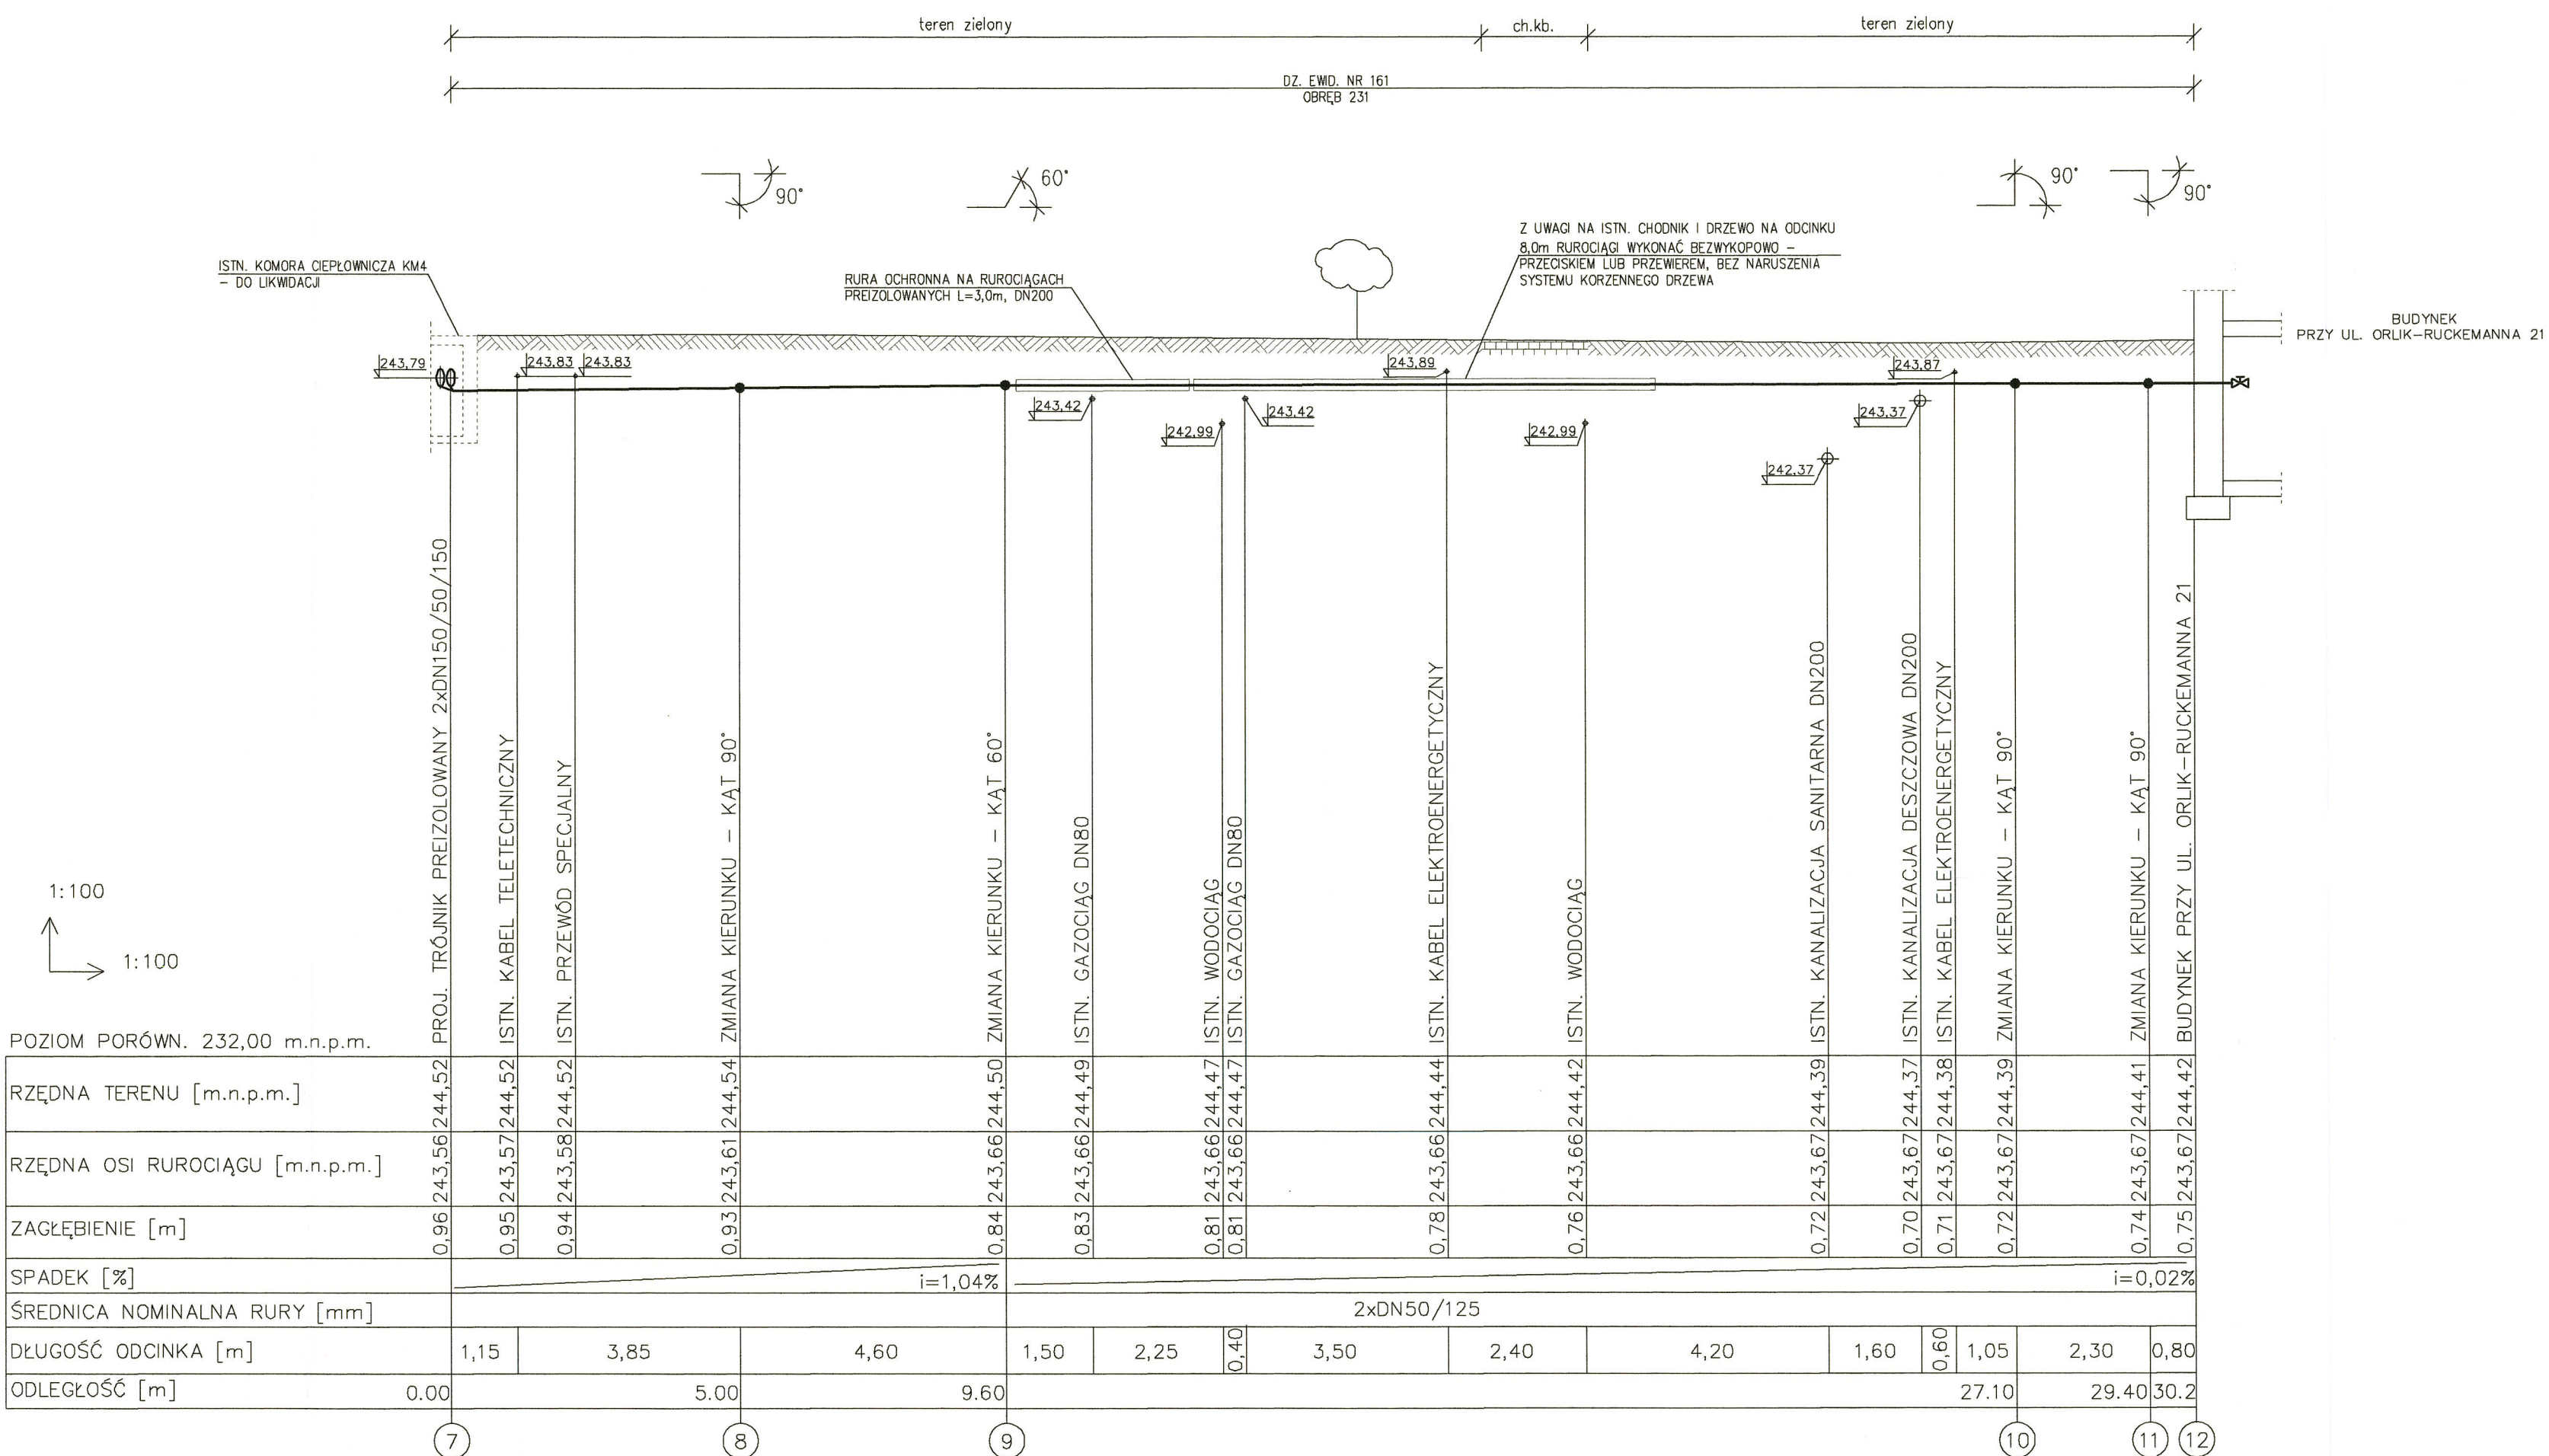 teren zielony
ch.kb.
teren zielony
DZ. EWID. NR 161
OBRĘB 231
90°
60°
90°
90°
ISTN. KOMORA CIEPŁOWNICZA KM4
- DO LIKWIDACJI
RURA OCHRONNA NA RUROCIĄGACH
PREIZOLOWANYCH L=3,0m, DN200
Z UWAGI NA ISTN. CHODNIK I DRZEWO NA ODCINKU
8,0m RUROCIĄGI WYKONAĆ BEZWYKOPOWO -
PRZECISKIEM LUB PRZEWIEREM, BEZ NARUSZENIA
SYSTEMU KORZENNEGO DRZEWA
BUDYNEK
PRZY UL. ORLIK-RUCKEMANNA 21
243,79
243,83
243,83
243,89
243,87
243,42
242,99
243,42
242,99
243,37
242,37
PROJ. TRÓJNIK PREIZOLOWANY 2xDN150/50/150
ISTN. KABEL TELETECHNICZNY
ISTN. PRZEWÓD SPECJALNY
ZMIANA KIERUNKU - KĄT 90°
ZMIANA KIERUNKU - KĄT 60°
ISTN. GAZOCIĄG DN80
ISTN. WODOCIĄG
ISTN. GAZOCIĄG DN80
ISTN. KABEL ELEKTROENERGETYCZNY
ISTN. WODOCIĄG
ISTN. KANALIZACJA SANITARNA DN200
ISTN. KANALIZACJA DESZCZOWA DN200
ISTN. KABEL ELEKTROENERGETYCZNY
ZMIANA KIERUNKU - KĄT 90°
ZMIANA KIERUNKU - KĄT 90°
BUDYNEK PRZY UL. ORLIK-RUCKEMANNA 21
1:100
1:100
POZIOM PORÓWN. 232,00 m.n.p.m.
RZĘDNA TERENU [m.n.p.m.] 244,52 244,52 244,52 244,54 244,50 244,49 244,47 244,47 244,44 244,42 244,39 244,37 244,38 244,39 244,41 244,42
RZĘDNA OSI RUROCIĄGU [m.n.p.m.] 243,56 243,57 243,58 243,61 243,66 243,66 243,66 243,66 243,66 243,66 243,67 243,67 243,67 243,67 243,67 243,67
ZAGŁĘBIENIE [m] 0,96 0,95 0,94 0,93 0,84 0,83 0,81 0,81 0,78 0,76 0,72 0,70 0,71 0,72 0,74 0,75
SPADEK [%] i=1,04% i=0,02%
ŚREDNICA NOMINALNA RURY [mm] 2xDN50/125
DŁUGOŚĆ ODCINKA [m] 1,15 3,85 4,60 1,50 2,25 0,40 3,50 2,40 4,20 1,60 0,60 1,05 2,30 0,80
ODLEGŁOŚĆ [m] 0.00 5.00 9.60 27.10 29.40 30.2
7 8 9 10 11 12